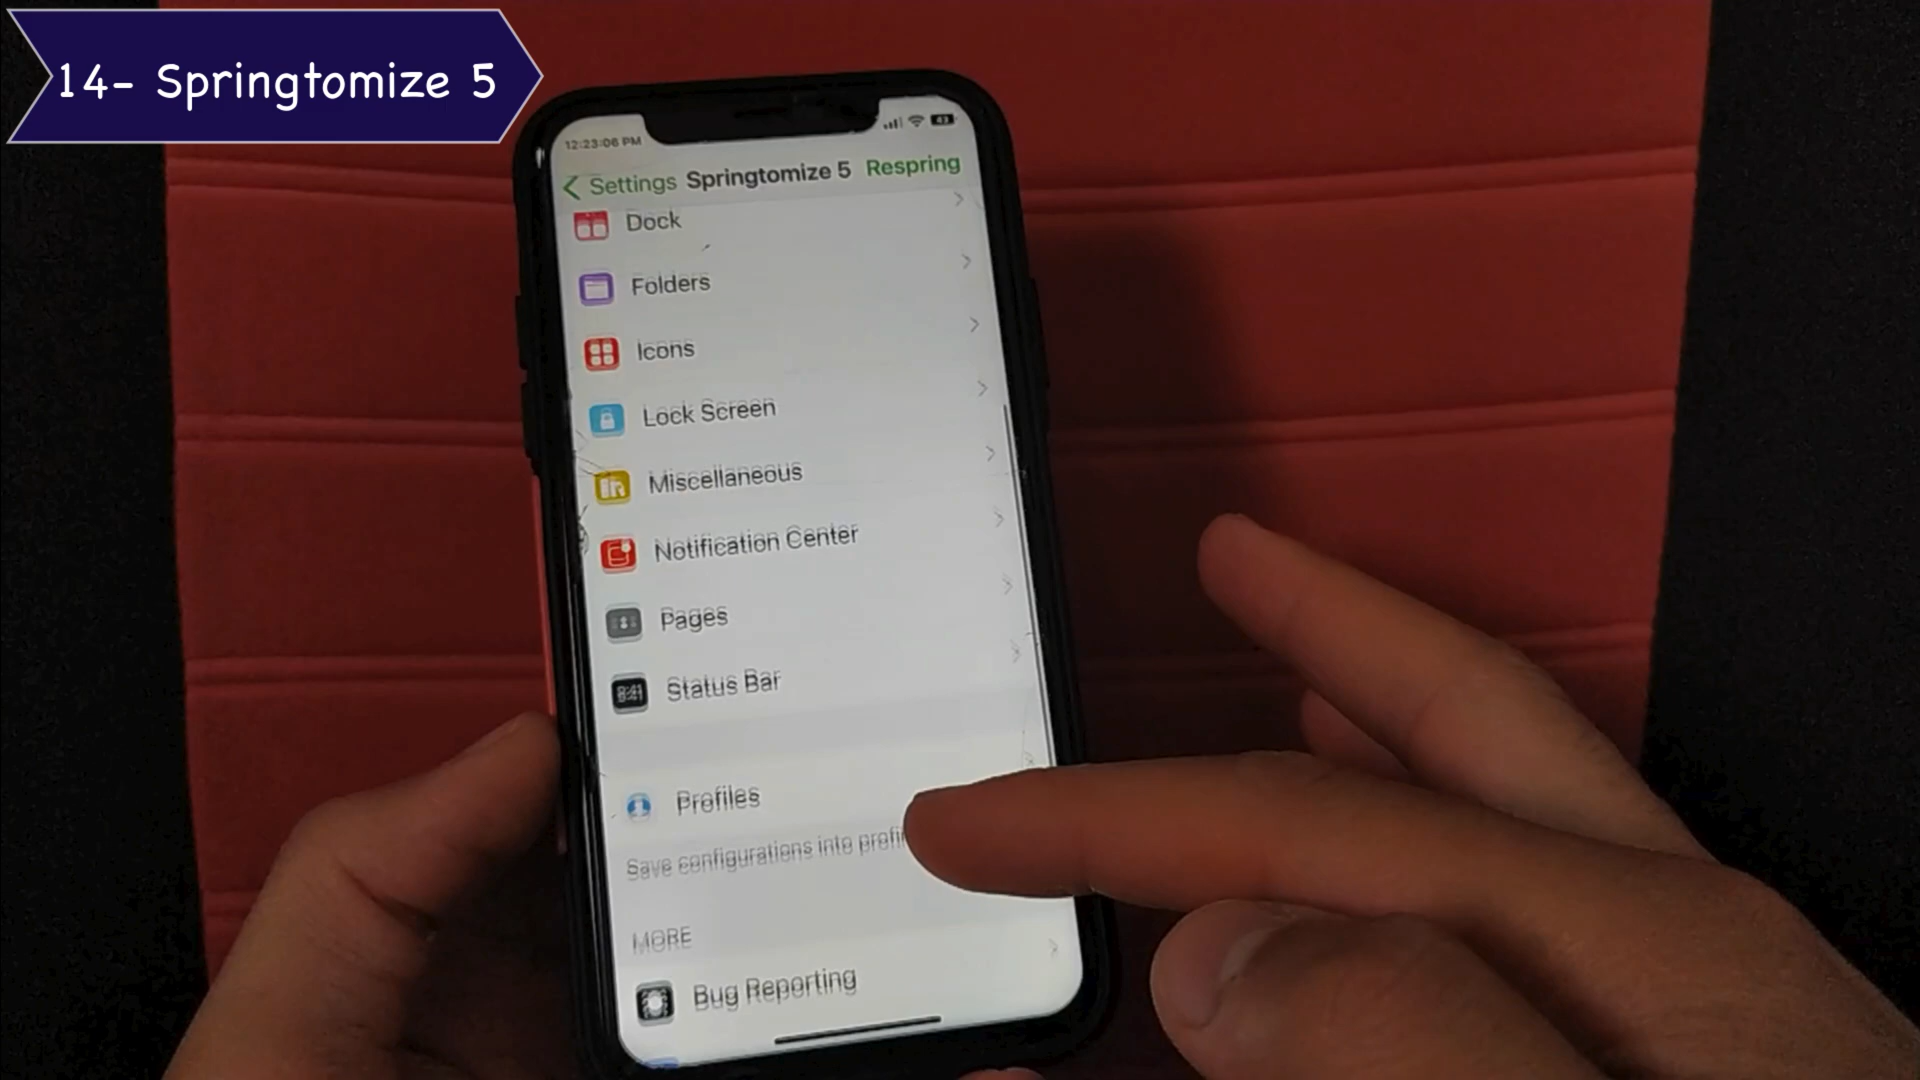 14- Springtomize 5
12:23:06 PM
43
Settings Springtomize 5 Respring
Dock
Folders
Icons
Lock Screen
Miscellaneous
Notification Center
Pages
Status Bar
Profiles
Save configurations into
MORE
Bug Reporting